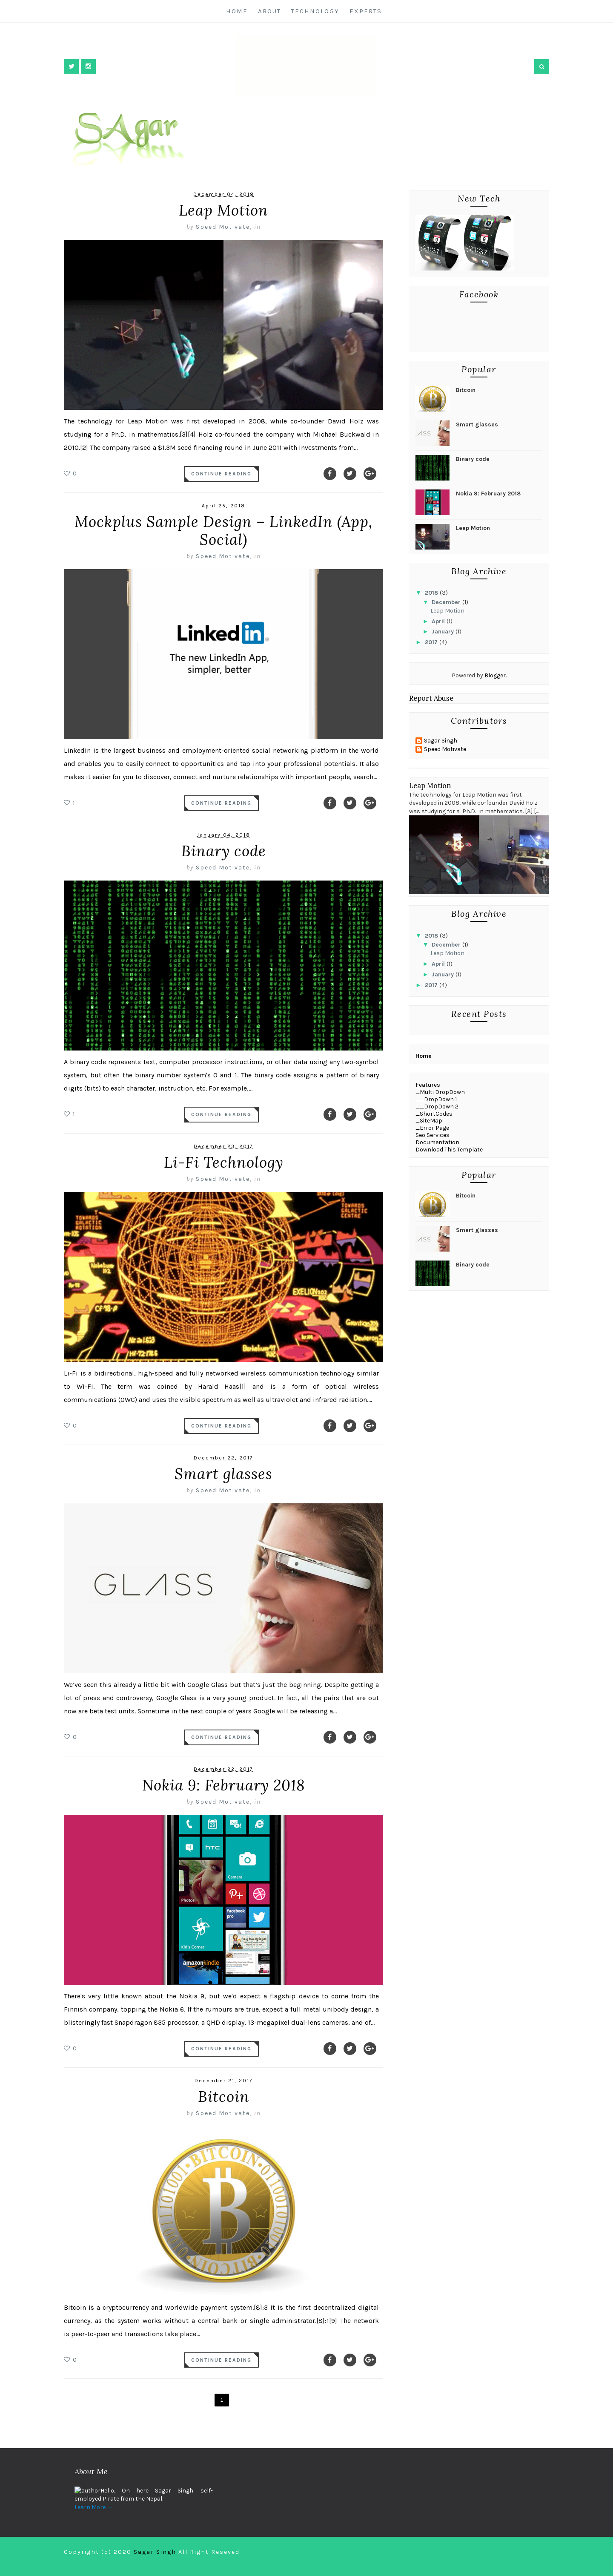 HOME ABOUT TECHNOLOGY EXPERTS
SAgar
December 04, 2018
Leap Motion
by Speed Motivate, in
The technology for Leap Motion was first developed in 2008, while co-founder David Holz was
studying for a Ph.D. in mathematics.[3][4] Holz co-founded the company with Michael Buckwald in
2010.[2] The company raised a $1.3M seed financing round in June 2011 with investments from...
0
CONTINUE READING
April 25, 2018
Mockplus Sample Design – LinkedIn (App,
Social)
by Speed Motivate, in
LinkedIn
The new LinkedIn App,
simpler, better
LinkedIn is the largest business and employment-oriented social networking platform in the world
and enables you to easily connect to opportunities and tap into your professional potentials. It also
makes it easier for you to discover, connect and nurture relationships with important people, search...
1
CONTINUE READING
January 04, 2018
Binary code
by Speed Motivate, in
A binary code represents text, computer processor instructions, or other data using any two-symbol
system, but often the binary number system's 0 and 1. The binary code assigns a pattern of binary
digits (bits) to each character, instruction, etc. For example,...
1
CONTINUE READING
December 23, 2017
Li-Fi Technology
by Speed Motivate, in
TOWARDS
GALACTIC
Li-Fi is a bidirectional, high-speed and fully networked wireless communication technology similar
to Wi-Fi. The term was coined by Harald Haas[1] and is a form of optical wireless
communications (OWC) and uses the visible spectrum as well as ultraviolet and infrared radiation....
0
CONTINUE READING
December 22, 2017
Smart glasses
by Speed Motivate, in
GLASS
We've seen this already a little bit with Google Glass but that's just the beginning. Despite getting a
lot of press and controversy, Google Glass is a very young product. In fact, all the pairs that are out
now are beta test units. Sometime in the next couple of years Google will be releasing a...
0
CONTINUE READING
December 22, 2017
Nokia 9: February 2018
by Speed Motivate, in
hTC
Photos
Camera
Kid's Corner
facebook
pro
amazonkindle
There's very little known about the Nokia 9, but we'd expect a flagship device to come from the
Finnish company, topping the Nokia 6. If the rumours are true, expect a full metal unibody design, a
blisteringly fast Snapdragon 835 processor, a QHD display, 13-megapixel dual-lens cameras, and of...
0
CONTINUE READING
December 21, 2017
Bitcoin
by Speed Motivate, in
Bitcoin is a cryptocurrency and worldwide payment system.[8]:3 It is the first decentralized digital
currency, as the system works without a central bank or single administrator.[8]:1[9] The network
is peer-to-peer and transactions take place...
0
CONTINUE READING
1
New Tech
Facebook
Popular
Bitcoin
Smart glasses
Binary code
Nokia 9: February 2018
Leap Motion
Blog Archive
▼ 2018 (3)
▼ December (1)
Leap Motion
► April (1)
► January (1)
► 2017 (4)
Powered by Blogger.
Report Abuse
Contributors
Sagar Singh
Speed Motivate
Leap Motion
The technology for Leap Motion was first
developed in 2008, while co-founder David Holz
was studying for a Ph.D. in mathematics. [3] [...
Blog Archive
▼ 2018 (3)
▼ December (1)
Leap Motion
► April (1)
► January (1)
► 2017 (4)
Recent Posts
Home
Features
_Multi DropDown
__DropDown 1
__DropDown 2
_ShortCodes
_SiteMap
_Error Page
Seo Services
Documentation
Download This Template
Popular
Bitcoin
Smart glasses
Binary code
About Me
authorHello, On here Sagar Singh. self-
employed Pirate from the Nepal.
Learn More →
Copyright (c) 2020 Sagar Singh All Right Reseved